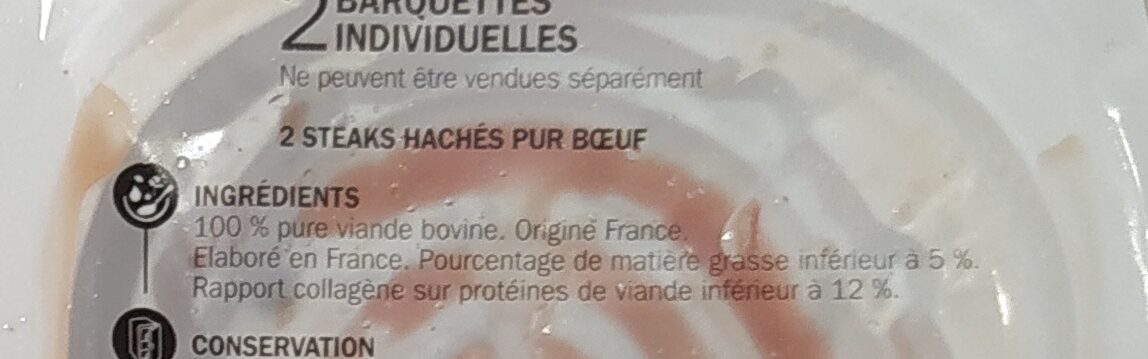 2 BARQUETTES
INDIVIDUELLES
Ne peuvent être vendues séparément
2 STEAKS HACHÉS PUR BŒUF
INGRÉDIENTS
100 % pure viande bovine. Origine France.
Elaboré en France. Pourcentage de matière grasse inférieur à 5 %.
Rapport collagène sur protéines de viande inférieur à 12 %.
CONSERVATION